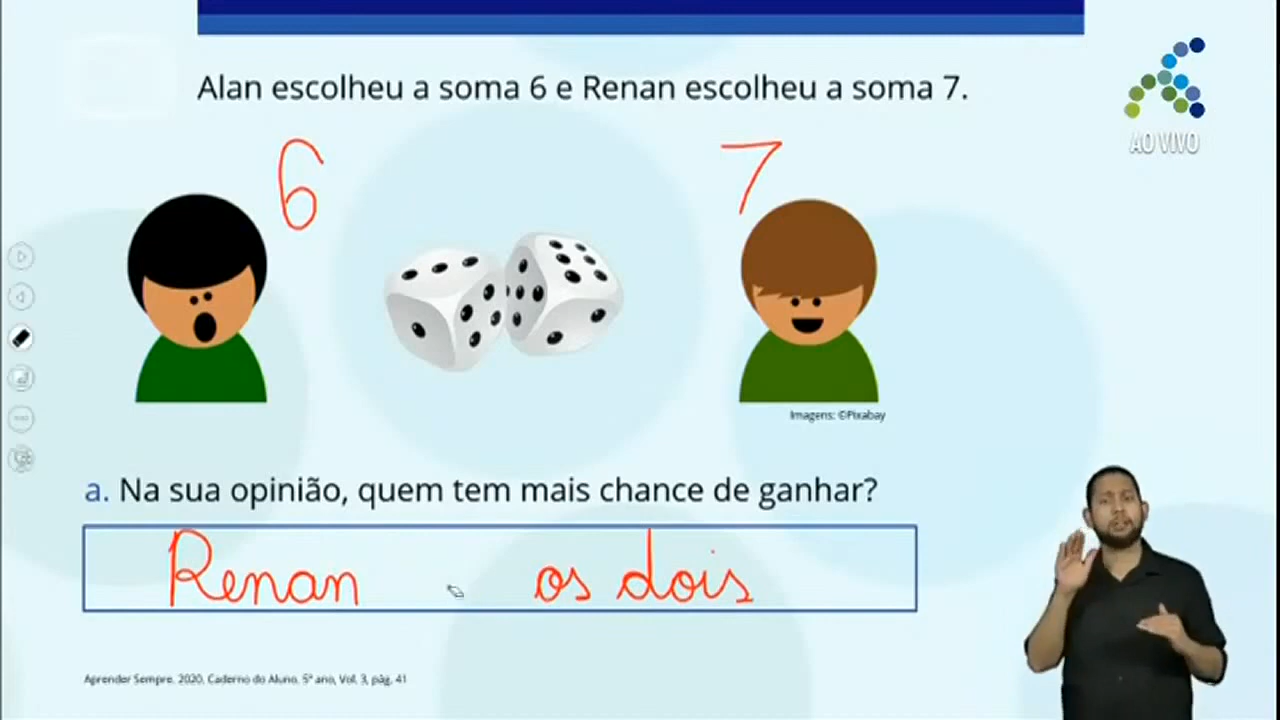 Alan escolheu a soma 6 e Renan escolheu a soma 7.
AO VIVO
6
7
Imagens: ©Pixabay
a. Na sua opinião, quem tem mais chance de ganhar?
Renan os dois
Aprender Sempre. 2020. Caderno do Aluno. 5º ano, Vol. 3, pág. 41